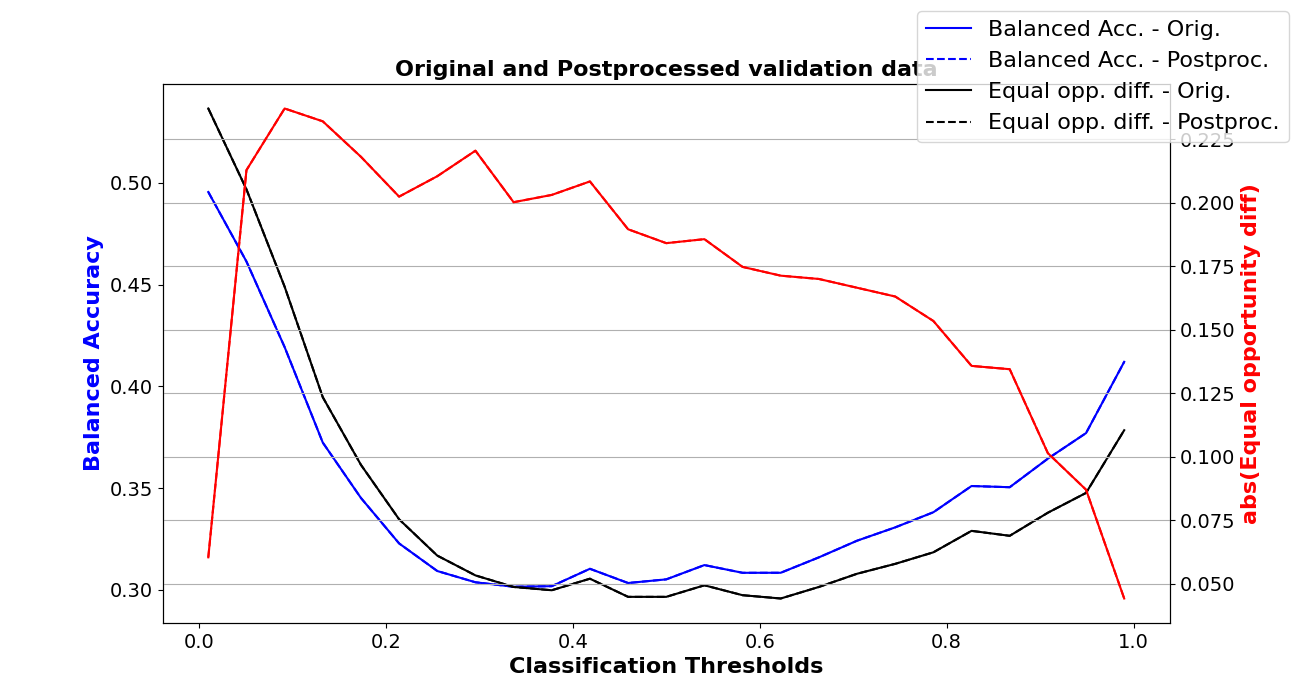 Balanced Acc. - Orig.
Balanced Acc. - Postproc.
Equal opp. diff. - Orig.
Equal opp. diff. - Postproc.
Original and Postprocessed validation data
Balanced Accuracy
0.50
0.45
0.40
0.35
0.30
0.225
0.200
0.175
0.150
0.125
0.100
0.075
0.050
abs(Equal opportunity diff)
0.0 0.2 0.4 0.6 0.8 1.0
Classification Thresholds